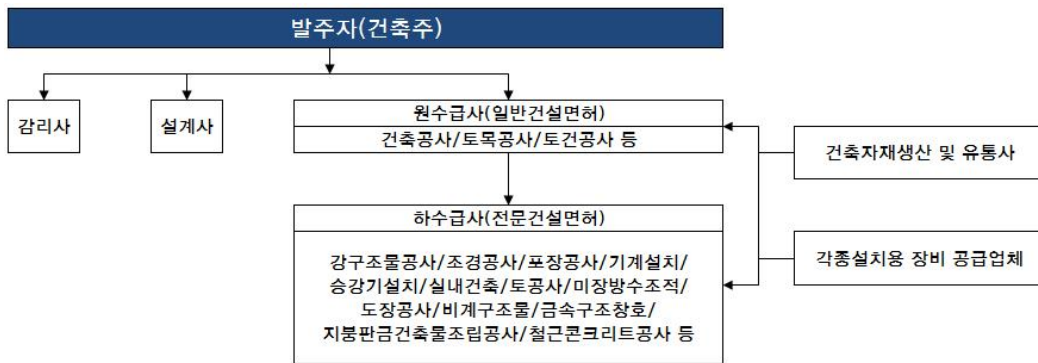 발주자(건축주)
감리사
설계사
원수급사(일반건설면허)
건축공사/토목공사/토건공사 등
건축자재생산 및 유통사
하수급사(전문건설면허)
강구조물공사/조경공사/포장공사/기계설치/
승강기설치/실내건축/토공사/미장방수조적/
도장공사/비계구조물/금속구조창호/
지붕판금건축물조립공사/철근콘크리트공사 등
각종설치용 장비 공급업체